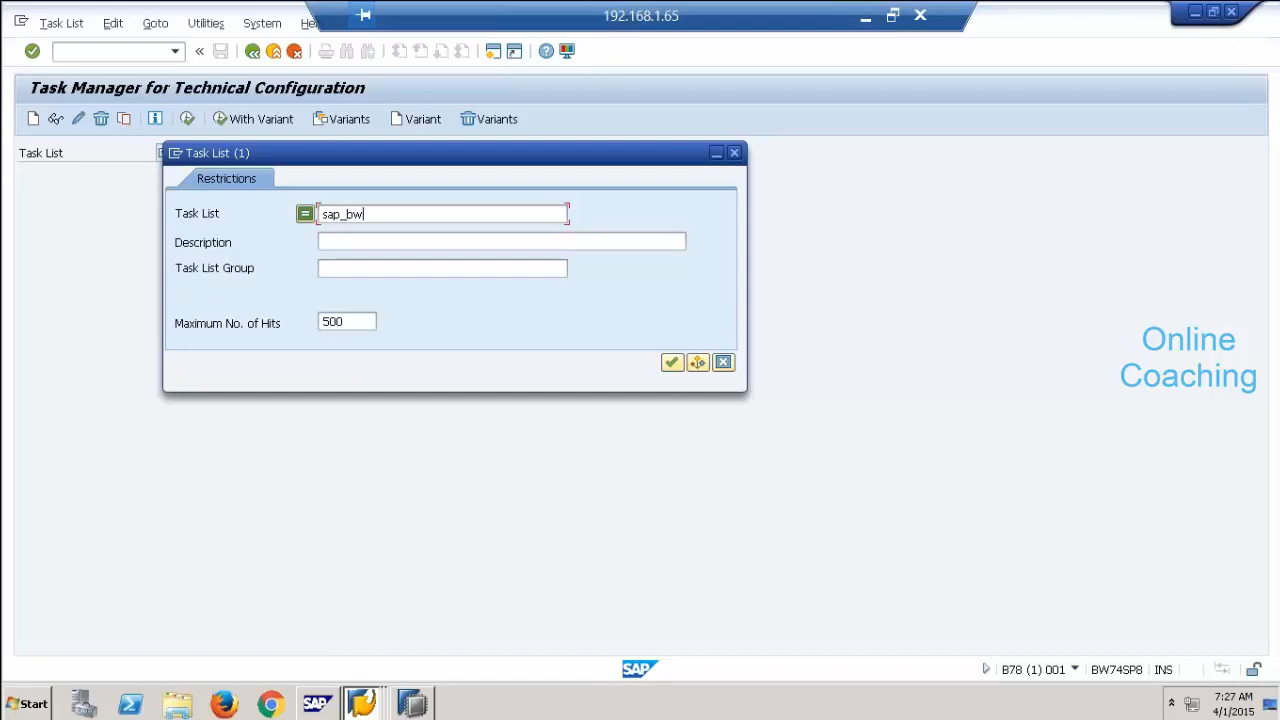 192.168.1.65
Task List Edit Goto Utilities System He
Task Manager for Technical Configuration
With Variant Variants Variant Variants
Task List
Task List (1)
Restrictions
Task List sap_bw
Description
Task List Group
Maximum No. of Hits 500
Online
Coaching
SAP
B78 (1) 001 BW74SP8 INS
Start SAP 7:27 AM
4/1/2015